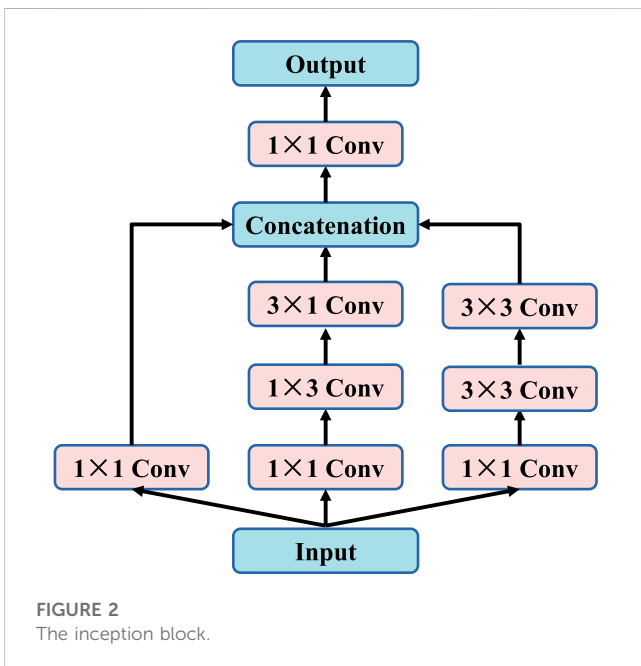 Output
1×1 Conv
Concatenation
3×1 Conv
3×3 Conv
1×3 Conv
3×3 Conv
1×1 Conv
1×1 Conv
1×1 Conv
Input
FIGURE 2
The inception block.